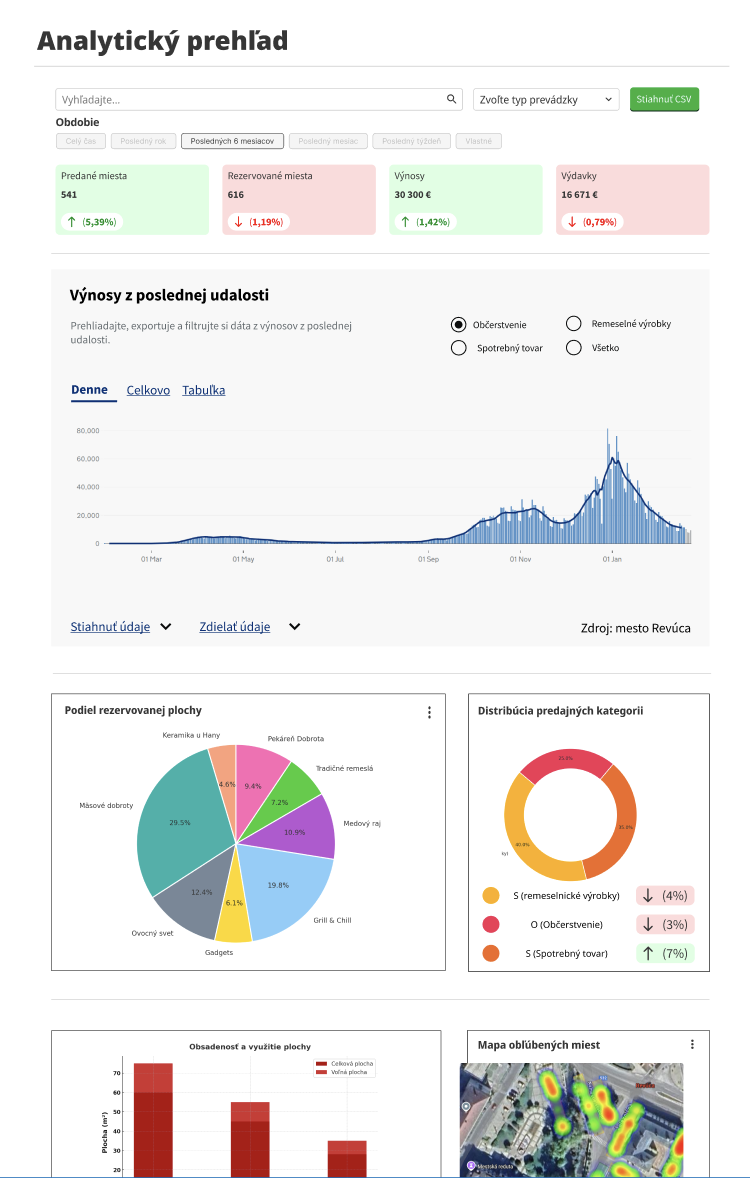 Analytický prehľad
Vyhľadajte...
Zvoľte typ prevádzky
Stiahnuť CSV
Obdobie
Celý čas
Posledný rok
Posledných 6 mesiacov
Posledný mesiac
Posledný týždeň
Vlastné
Predané miesta
541
(5,39%)
Rezervované miesta
616
(1,19%)
Výnosy
30 300 €
(1,42%)
Výdavky
16 671 €
(0,79%)
Výnosy z poslednej udalosti
Prehliadajte, exportuje a filtrujte si dáta z výnosov z poslednej
udalosti.
Občerstvenie
Remeselné výrobky
Spotrebný tovar
Všetko
Denne
Celkovo
Tabuľka
80,000
60,000
40,000
20,000
0
01 Mar
01 May
01 Jul
01 Sep
01 Nov
01 Jan
Stiahnuť údaje
Zdielať údaje
Zdroj: mesto Revúca
Podiel rezervovanej plochy
Keramika u Hany
Pekáreň Dobrota
Tradičné remeslá
Mäsové dobroty
Medový raj
Grill & Chill
Ovocný svet
Gadgets
4.6%
9.4%
7.2%
29.5%
10.9%
19.8%
12.4%
6.1%
Distribúcia predajných kategorii
25.0%
35.0%
40.0%
S (remeselnické výrobky)
(4%)
O (Občerstvenie)
(3%)
S (Spotrebný tovar)
(7%)
Obsadenosť a využitie plochy
Celková plocha
Voľná plocha
Plocha (m²)
70
60
50
40
30
20
Mapa obľúbených miest
Mestská reduta